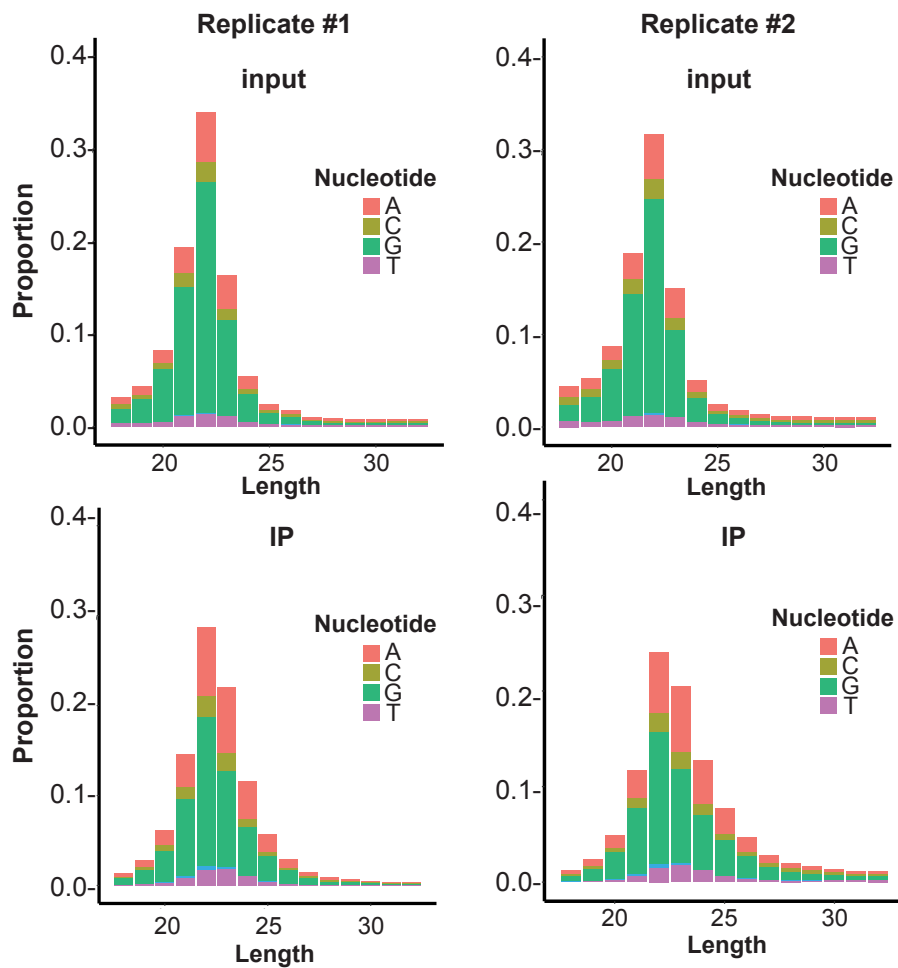 Replicate #1
input
Proportion
0.4
0.3
0.2
0.1
0.0
Nucleotide
A
C
G
T
20 25 30
Length
Replicate #2
input
0.4
0.3
0.2
0.1
0.0
Nucleotide
A
C
G
T
20 25 30
Length
IP
Proportion
0.4
0.3
0.2
0.1
0.0
Nucleotide
A
C
G
T
20 25 30
Length
IP
0.4
0.3
0.2
0.1
0.0
Nucleotide
A
C
G
T
20 25 30
Length